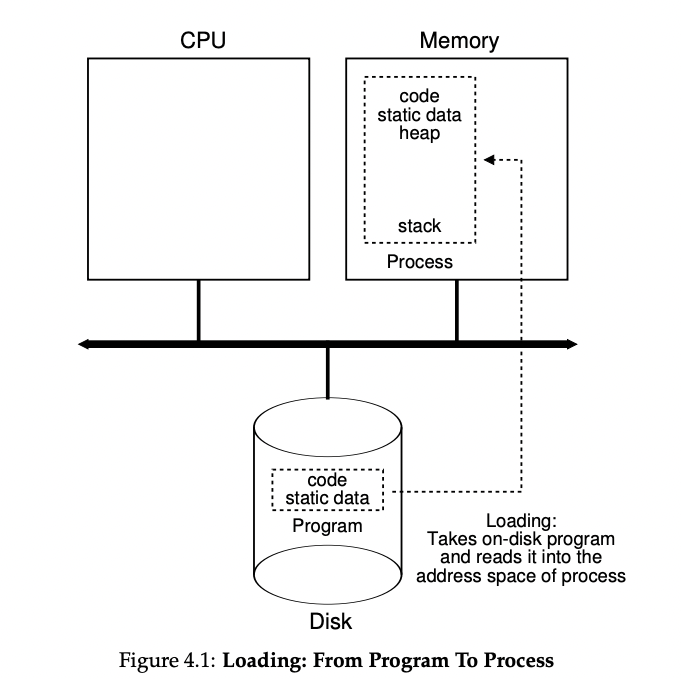 CPU
Memory
code
static data
heap
stack
Process
code
static data
Program
Loading:
Takes on-disk program
and reads it into the
address space of process
Disk
Figure 4.1: Loading: From Program To Process